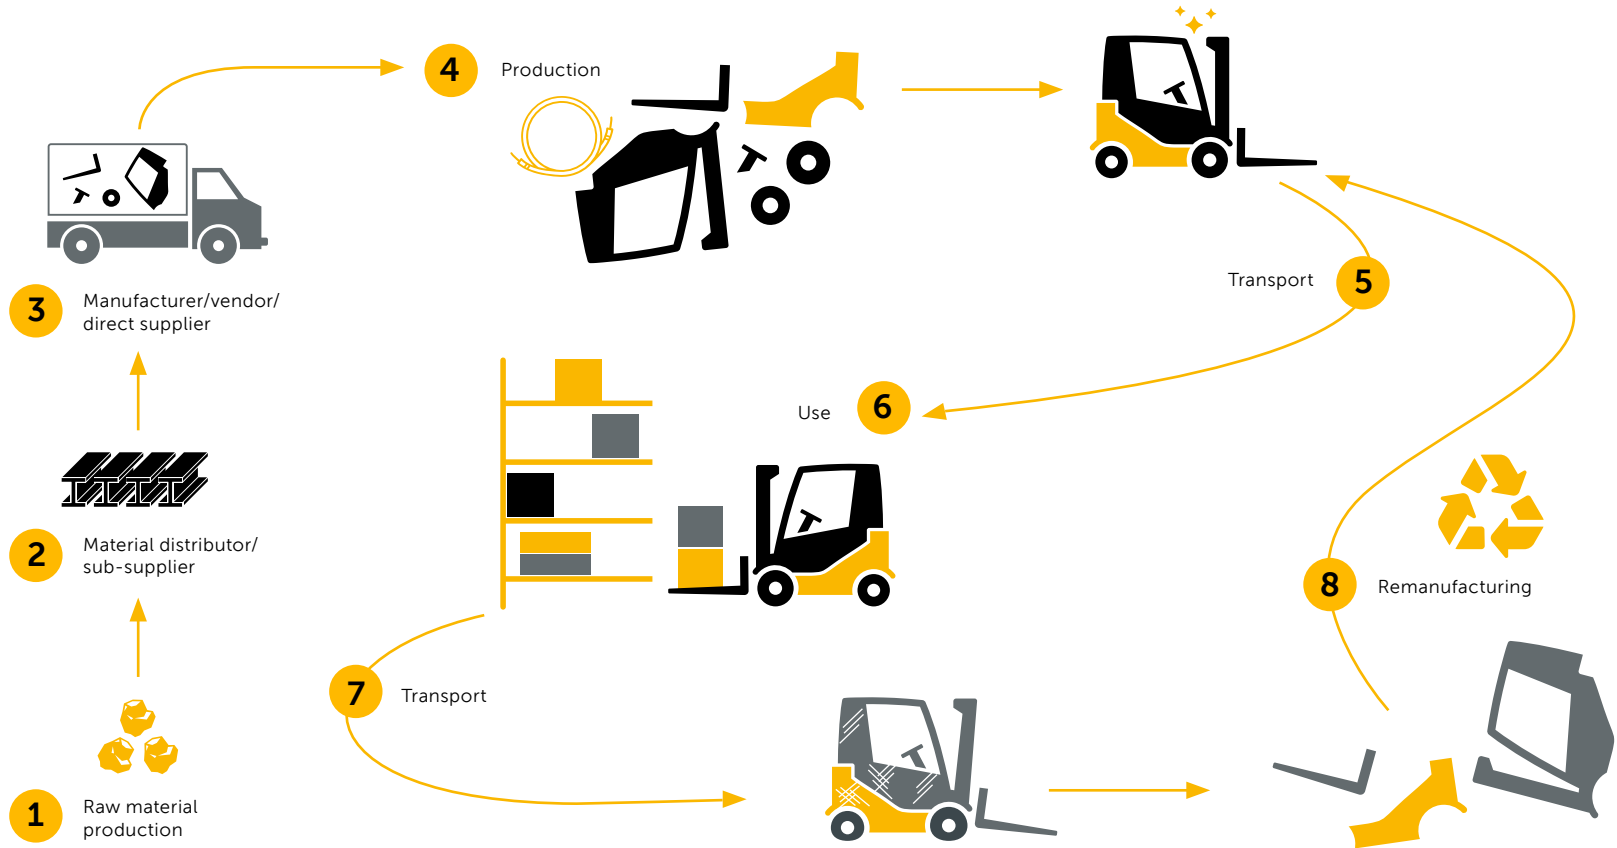 1
Raw material
production
2
Material distributor/
sub-supplier
3
Manufacturer/vendor/
direct supplier
4
Production
5
Transport
6
Use
7
Transport
8
Remanufacturing